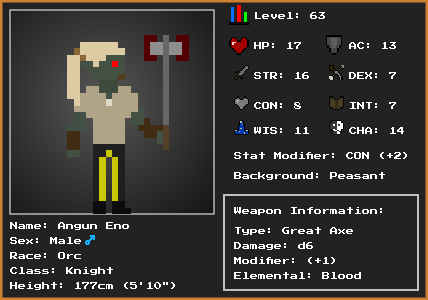 Level: 63
HP: 17 AC: 13
STR: 16 DEX: 7
CON: 8 INT: 7
WIS: 11 CHA: 14
Stat Modifier: CON (+2)
Background: Peasant
Weapon Information:
Type: Great Axe
Damage: d6
Modifier: (+1)
Elemental: Blood
Name: Angun Eno
Sex: Male ♂
Race: Orc
Class: Knight
Height: 177cm (5'10")